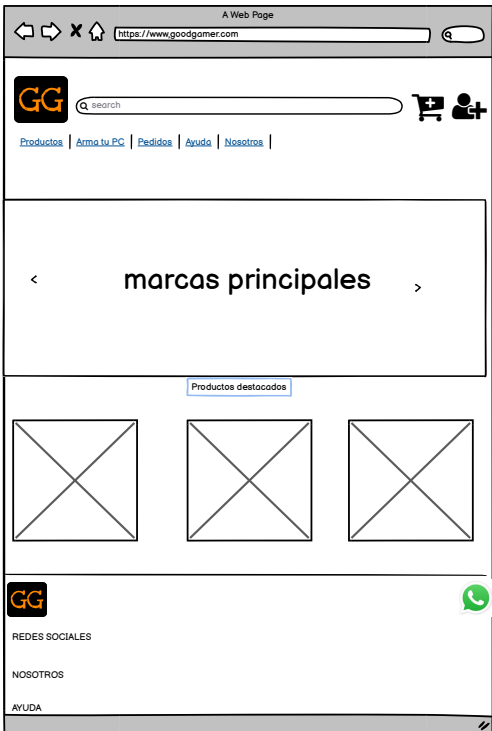 A Web Page
https://www.goodgamer.com
GG
search
Productos Arma tu PC Pedidos Ayuda Nosotros
< marcas principales >
Productos destacados
GG
REDES SOCIALES
NOSOTROS
AYUDA